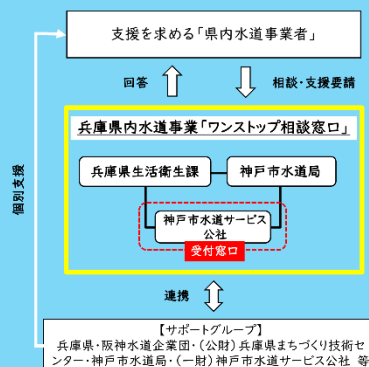 支援を求める「県内水道事業者」
回答
相談・支援要請
兵庫県内水道事業「ワンストップ相談窓口」
兵庫県生活衛生課
神戸市水道局
神戸市水道サービス
公社
受付窓口
個別支援
連携
【サポートグループ】
兵庫県・阪神水道企業団・(公財)兵庫県まちづくり技術セ
ンター・神戸市水道局・(一財)神戸市水道サービス公社 等